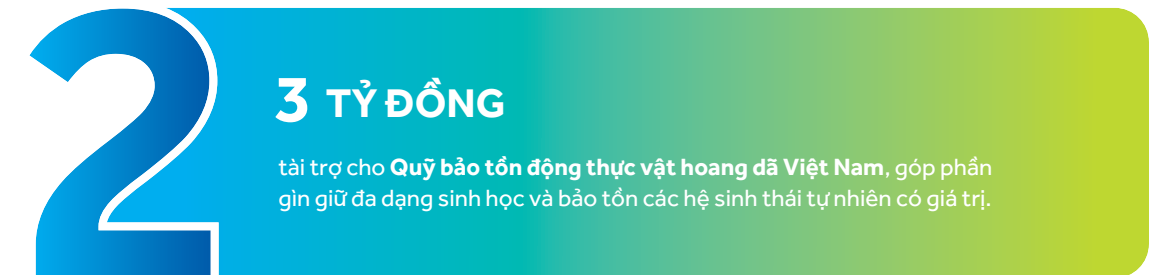 2
3 TỶ ĐỒNG
tài trợ cho Quỹ bảo tồn động thực vật hoang dã Việt Nam, góp phần
gìn giữ đa dạng sinh học và bảo tồn các hệ sinh thái tự nhiên có giá trị.